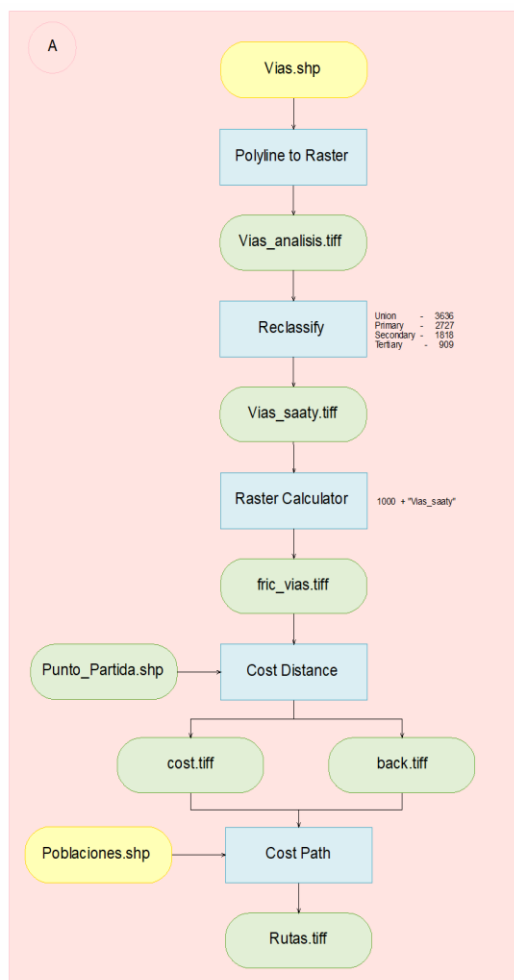 A
Vias.shp
Polyline to Raster
Vias_analisis.tiff
Reclassify
Union - 3636
Primary - 2727
Secondary - 1818
Tertiary - 909
Vias_saaty.tiff
Raster Calculator
1000 + "Vias_saaty"
fric_vias.tiff
Punto_Partida.shp
Cost Distance
cost.tiff
back.tiff
Poblaciones.shp
Cost Path
Rutas.tiff